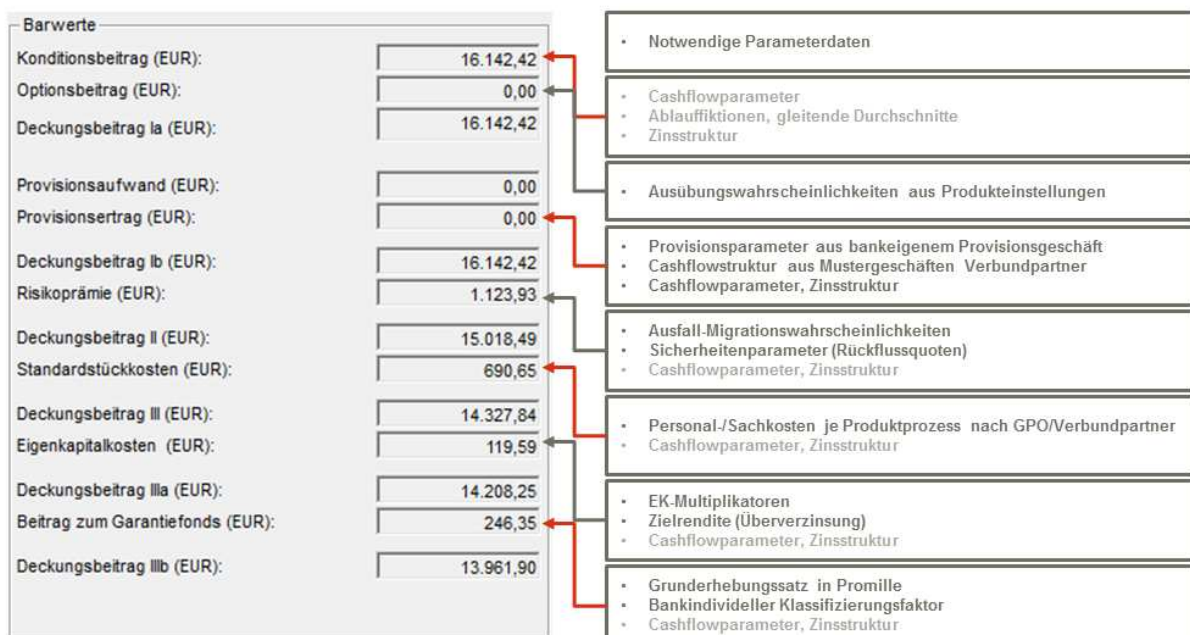 Barwerte
Konditionsbeitrag (EUR): 16.142,42
Optionsbeitrag (EUR): 0,00
Deckungsbeitrag Ia (EUR): 16.142,42
Provisionsaufwand (EUR): 0,00
Provisionsertrag (EUR): 0,00
Deckungsbeitrag Ib (EUR): 16.142,42
Risikoprämie (EUR): 1.123,93
Deckungsbeitrag II (EUR): 15.018,49
Standardstückkosten (EUR): 690,65
Deckungsbeitrag III (EUR): 14.327,84
Eigenkapitalkosten (EUR): 119,59
Deckungsbeitrag IIIa (EUR): 14.208,25
Beitrag zum Garantiefonds (EUR): 246,35
Deckungsbeitrag IIIb (EUR): 13.961,90
• Notwendige Parameterdaten
• Cashflowparameter
• Ablauffiktionen, gleitende Durchschnitte
• Zinsstruktur
• Ausübungswahrscheinlichkeiten aus Produkteinstellungen
• Provisionsparameter aus bankeigenem Provisionsgeschäft
• Cashflowstruktur aus Mustergeschäften Verbundpartner
• Cashflowparameter, Zinsstruktur
• Ausfall-Migrationswahrscheinlichkeiten
• Sicherheitenparameter (Rückflussquoten)
• Cashflowparameter, Zinsstruktur
• Personal-/Sachkosten je Produktprozess nach GPO/Verbundpartner
• Cashflowparameter, Zinsstruktur
• EK-Multiplikatoren
• Zielrendite (Überverzinsung)
• Cashflowparameter, Zinsstruktur
• Grunderhebungssatz in Promille
• Bankindivideller Klassifizierungsfaktor
• Cashflowparameter, Zinsstruktur